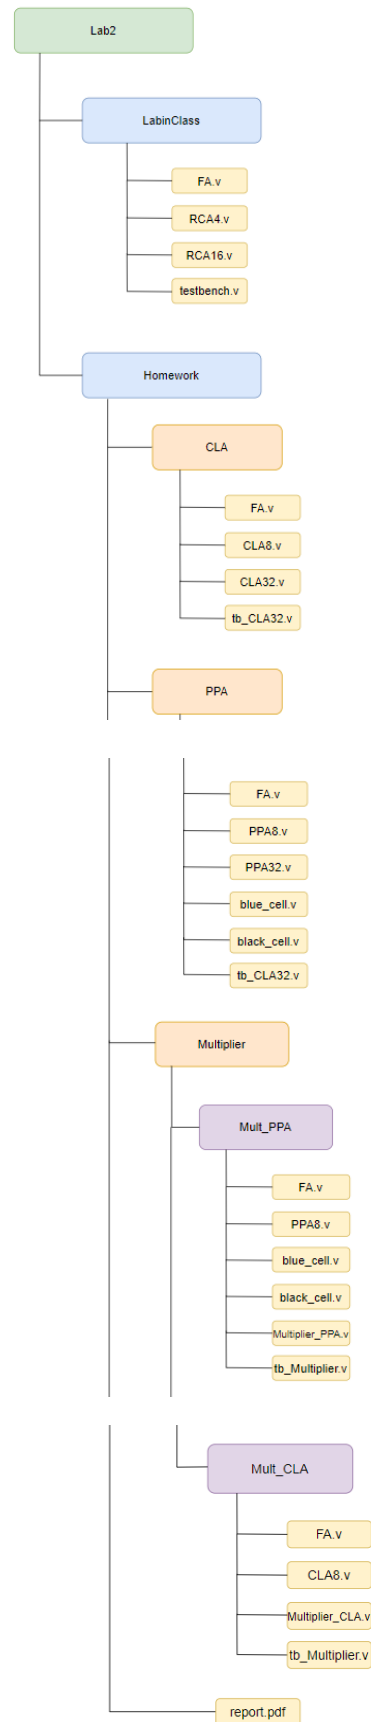 Lab2
LabinClass
FA.v
RCA4.v
RCA16.v
testbench.v
Homework
CLA
FA.v
CLA8.v
CLA32.v
tb_CLA32.v
PPA
FA.v
PPA8.v
PPA32.v
blue_cell.v
black_cell.v
tb_CLA32.v
Multiplier
Mult_PPA
FA.v
PPA8.v
blue_cell.v
black_cell.v
Multiplier_PPA.v
tb_Multiplier.v
Mult_CLA
FA.v
CLA8.v
Multiplier_CLA.v
tb_Multiplier.v
report.pdf